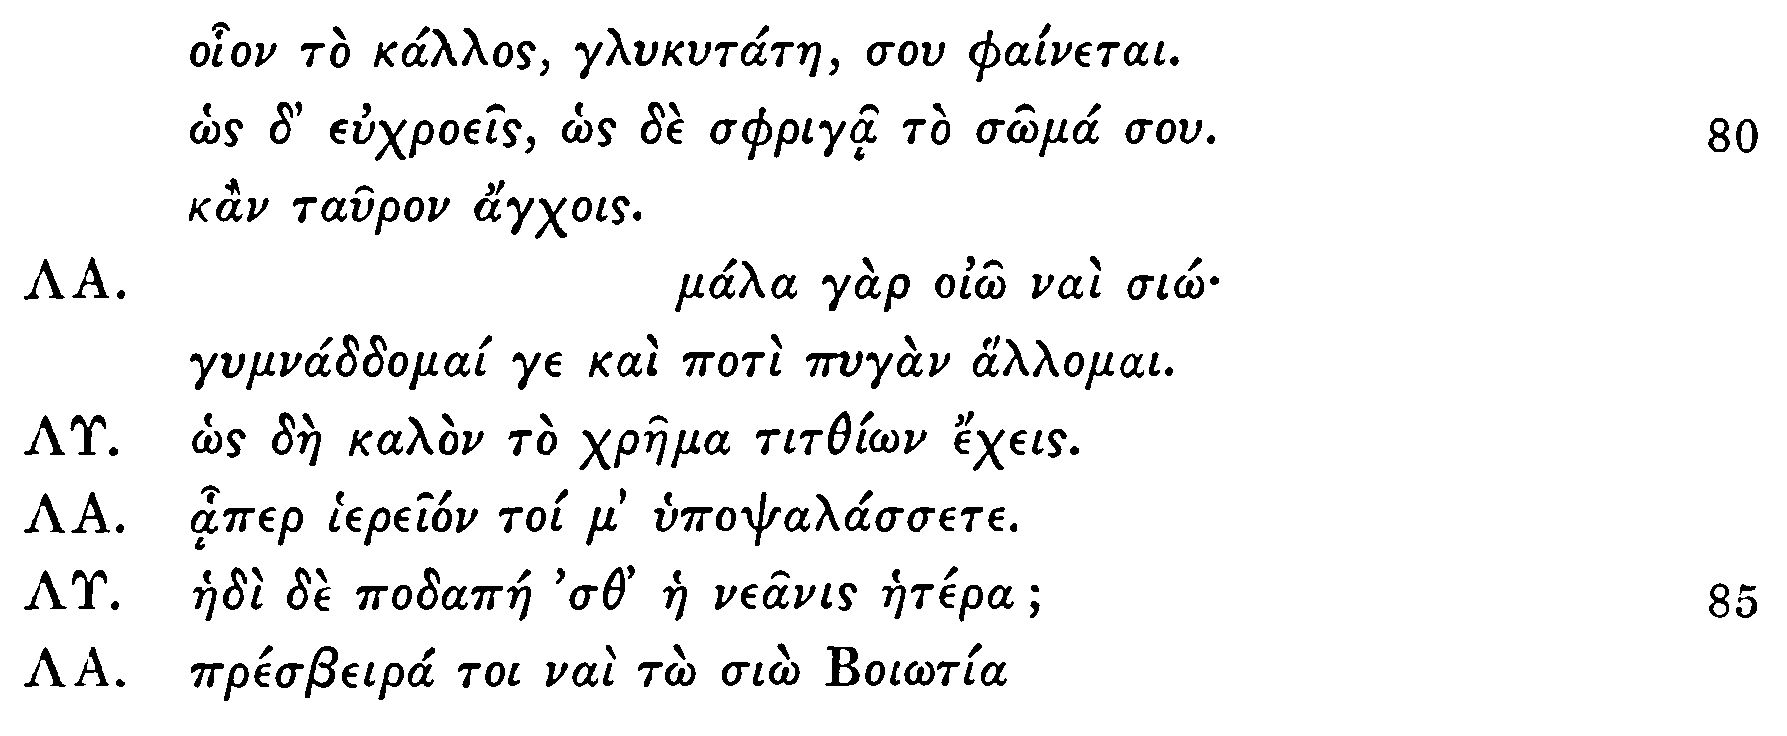 οἷον τὸ κάλλος, γλυκυτάτη, σου φαίνεται.
ὡς δ' εὐχροεῖς, ὡς δὲ σφριγᾷ τὸ σῶμά σου. 80
κἂν ταῦρον ἄγχοις.
ΛΑ. μάλα γὰρ οἰῶ ναὶ σιώ·
γυμνάδδομαί γε καὶ ποτὶ πυγὰν ἅλλομαι.
ΛΥ. ὡς δὴ καλὸν τὸ χρῆμα τιτθίων ἔχεις.
ΛΑ. ᾇπερ ἱερεῖόν τοί μ' ὑποψαλάσσετε.
ΛΥ. ἡδὶ δὲ ποδαπή 'σθ' ἡ νεᾶνις ἡτέρα; 85
ΛΑ. πρέσβειρά τοι ναὶ τὼ σιὼ Βοιωτία